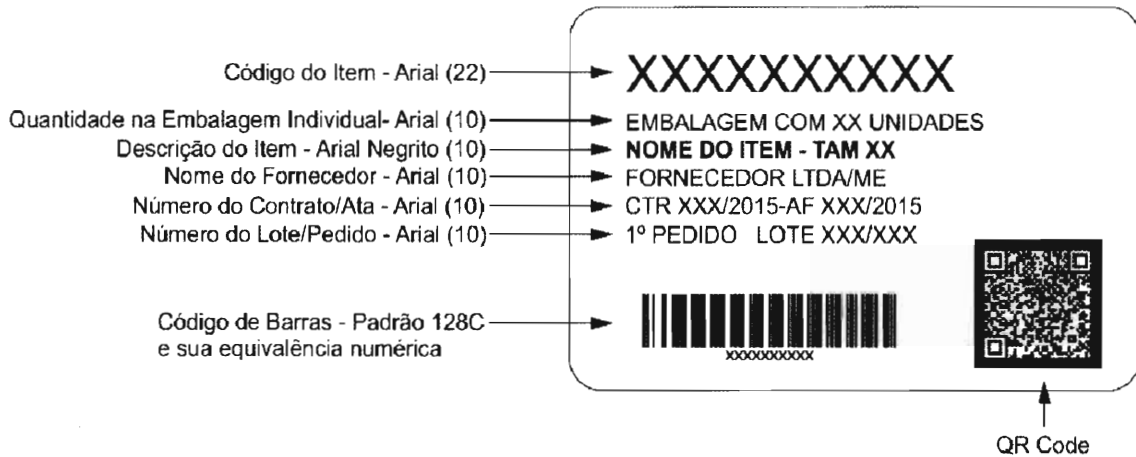 Código do Item - Arial (22)
XXXXXXXXXX
Quantidade na Embalagem Individual- Arial (10)
EMBALAGEM COM XX UNIDADES
Descrição do Item - Arial Negrito (10)
NOME DO ITEM - TAM XX
Nome do Fornecedor - Arial (10)
FORNECEDOR LTDA/ME
Número do Contrato/Ata - Arial (10)
CTR XXX/2015-AF XXX/2015
Número do Lote/Pedido - Arial (10)
1º PEDIDO LOTE XXX/XXX
Código de Barras - Padrão 128C
e sua equivalência numérica
XXXXXXXXXX
QR Code